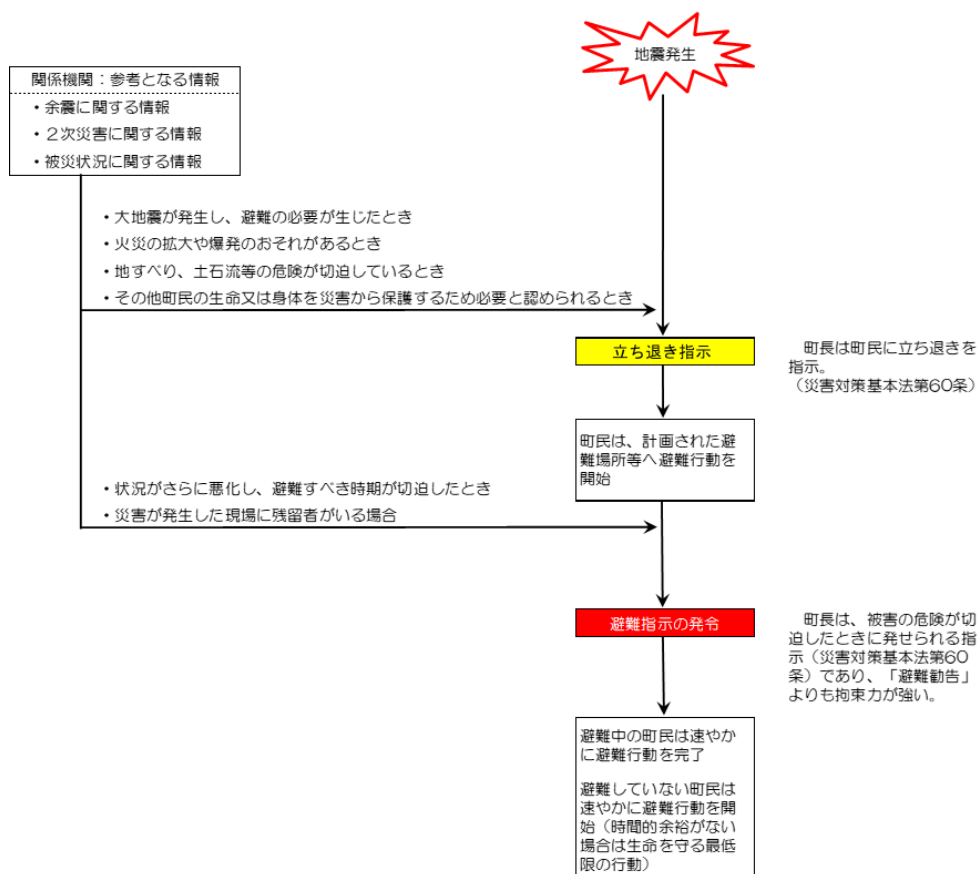 地震発生
関係機関：参考となる情報
・余震に関する情報
・２次災害に関する情報
・被災状況に関する情報
・大地震が発生し、避難の必要が生じたとき
・火災の拡大や爆発のおそれがあるとき
・地すべり、土石流等の危険が切迫しているとき
・その他町民の生命又は身体を災害から保護するため必要と認められるとき
立ち退き指示
町長は町民に立ち退きを
指示。
（災害対策基本法第60条）
町民は、計画された避
難場所等へ避難行動を
開始
・状況がさらに悪化し、避難すべき時期が切迫したとき
・災害が発生した現場に残留者がいる場合
避難指示の発令
町長は、被害の危険が切
迫したときに発せられる指
示（災害対策基本法第60
条）であり、「避難勧告」
よりも拘束力が強い。
避難中の町民は速やか
に避難行動を完了
避難していない町民は
速やかに避難行動を開
始（時間的余裕がない
場合は生命を守る最低
限の行動）